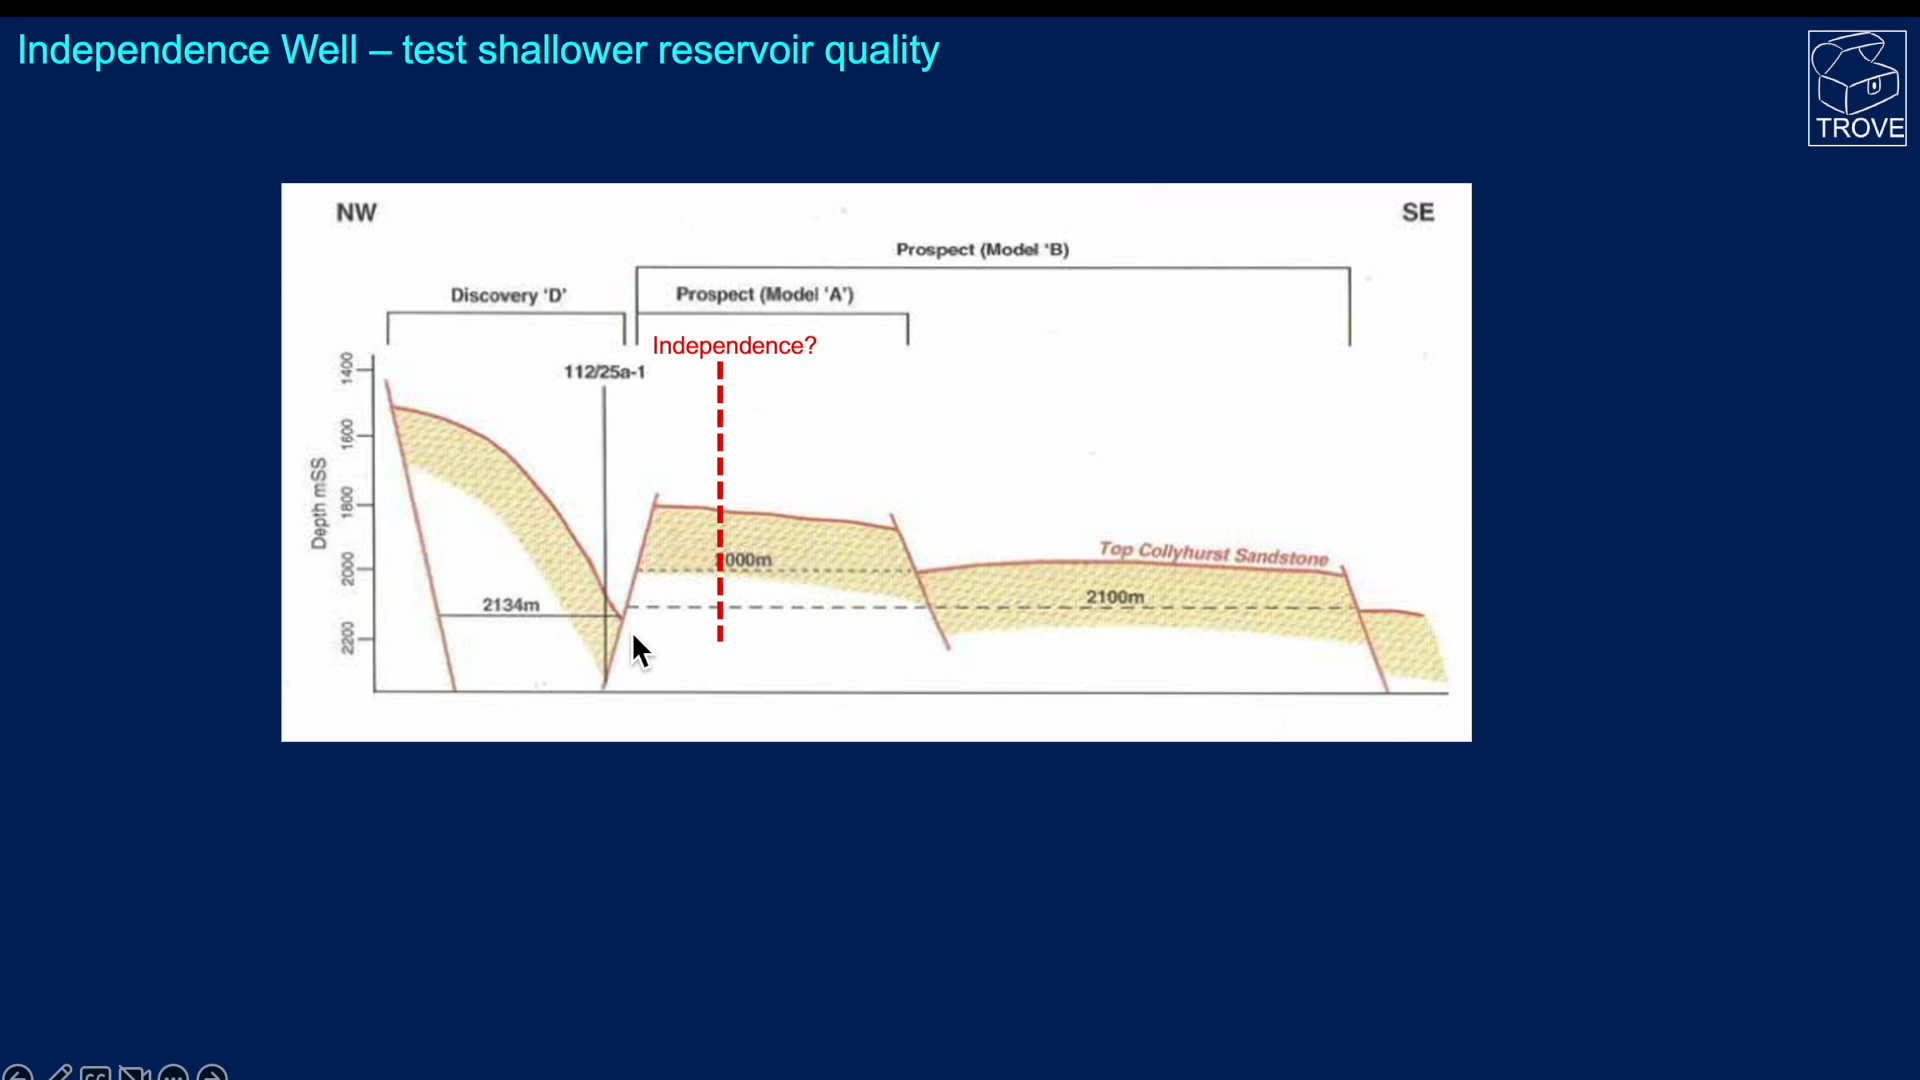 Independence Well – test shallower reservoir quality
TROVE
NW
SE
Prospect (Model 'B)
Discovery 'D'
Prospect (Model 'A')
Independence?
112/25a-1
Depth mSS
1400
1600
1800
2000
2200
000m
Top Collyhurst Sandstone
2134m
2100m
CC